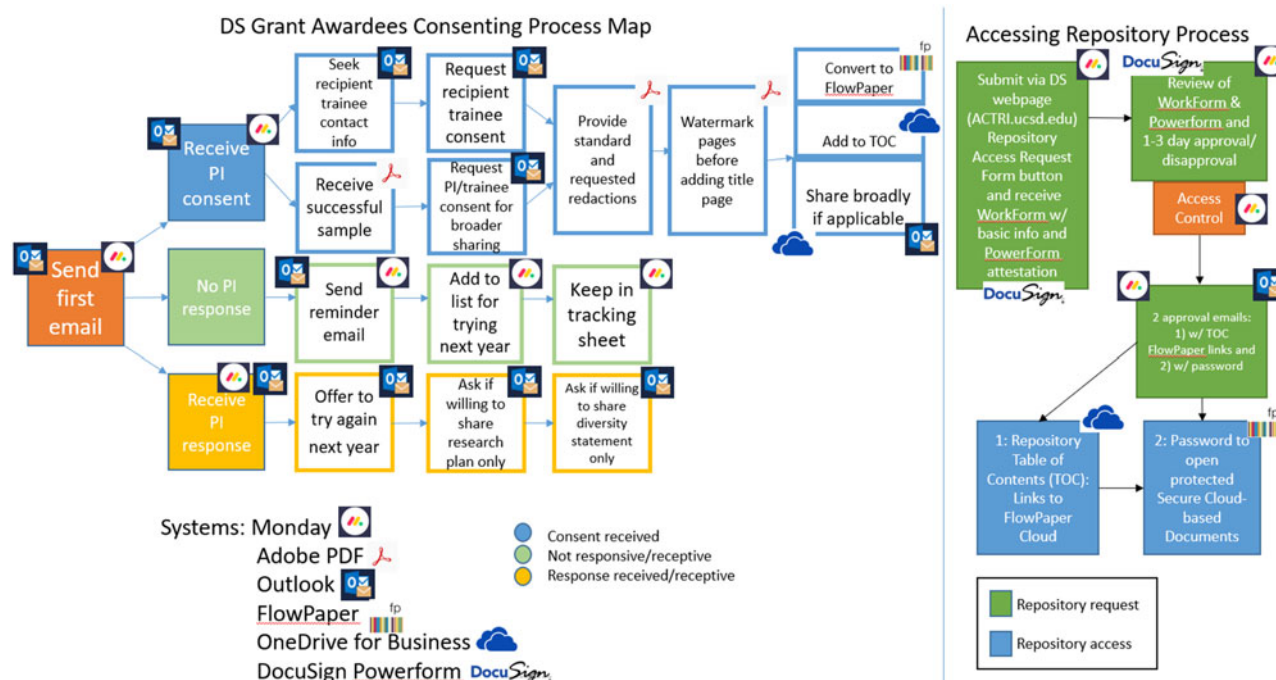 DS Grant Awardees Consenting Process Map
Send
first
email
Receive
PI
consent
Seek
recipient
trainee
contact
info
Request
recipient
trainee
consent
Receive
successful
sample
Request
PI/trainee
consent for
broader
sharing
Provide
standard
and
requested
redactions
Watermark
pages
before
adding title
page
fp
Convert to
FlowPaper
Add to TOC
Share broadly
if applicable
No PI
response
Send
reminder
email
Add to
list for
trying
next year
Keep in
tracking
sheet
Receive
PI
response
Offer to
try again
next year
Ask if
willing to
share
research
plan only
Ask if willing
to share
diversity
statement
only
Systems: Monday
Adobe PDF
Outlook
FlowPaper fp
OneDrive for Business
DocuSign Powerform DocuSign
Consent received
Not responsive/receptive
Response received/receptive
Accessing Repository Process
Submit via DS
webpage
(ACTRI.ucsd.edu)
Repository
Access Request
Form button
and receive
WorkForm w/
basic info and
PowerForm
attestation
DocuSign
DocuSign
Review of
WorkForm &
Powerform and
1-3 day approval/
disapproval
Access
Control
2 approval emails:
1) w/ TOC
FlowPaper links and
2) w/ password
1: Repository
Table of
Contents (TOC):
Links to
FlowPaper
Cloud
fp
2: Password to
open
protected
Secure Cloud-
based
Documents
Repository request
Repository access